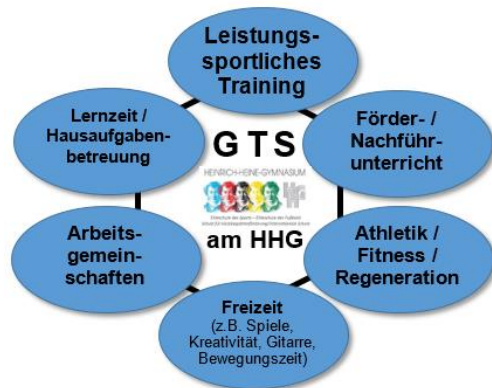 Leistungs-
sportliches
Training
Lernzeit /
Hausaufgaben-
betreuung
Förder- /
Nachführ-
unterricht
G T S
HEINRICH-HEINE-GYMNASIUM
am HHG
Arbeits-
gemein-
schaften
Athletik /
Fitness /
Regeneration
Freizeit
(z.B. Spiele,
Kreativität, Gitarre,
Bewegungszeit)